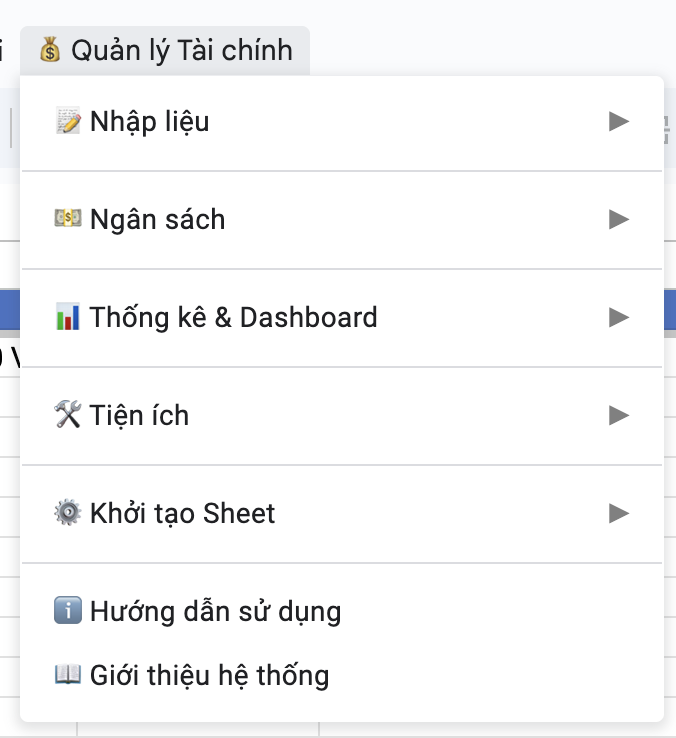 💰 Quản lý Tài chính
📝 Nhập liệu ▶
💵 Ngân sách ▶
📊 Thống kê & Dashboard ▶
🛠️ Tiện ích ▶
⚙️ Khởi tạo Sheet ▶
ℹ️ Hướng dẫn sử dụng
📖 Giới thiệu hệ thống